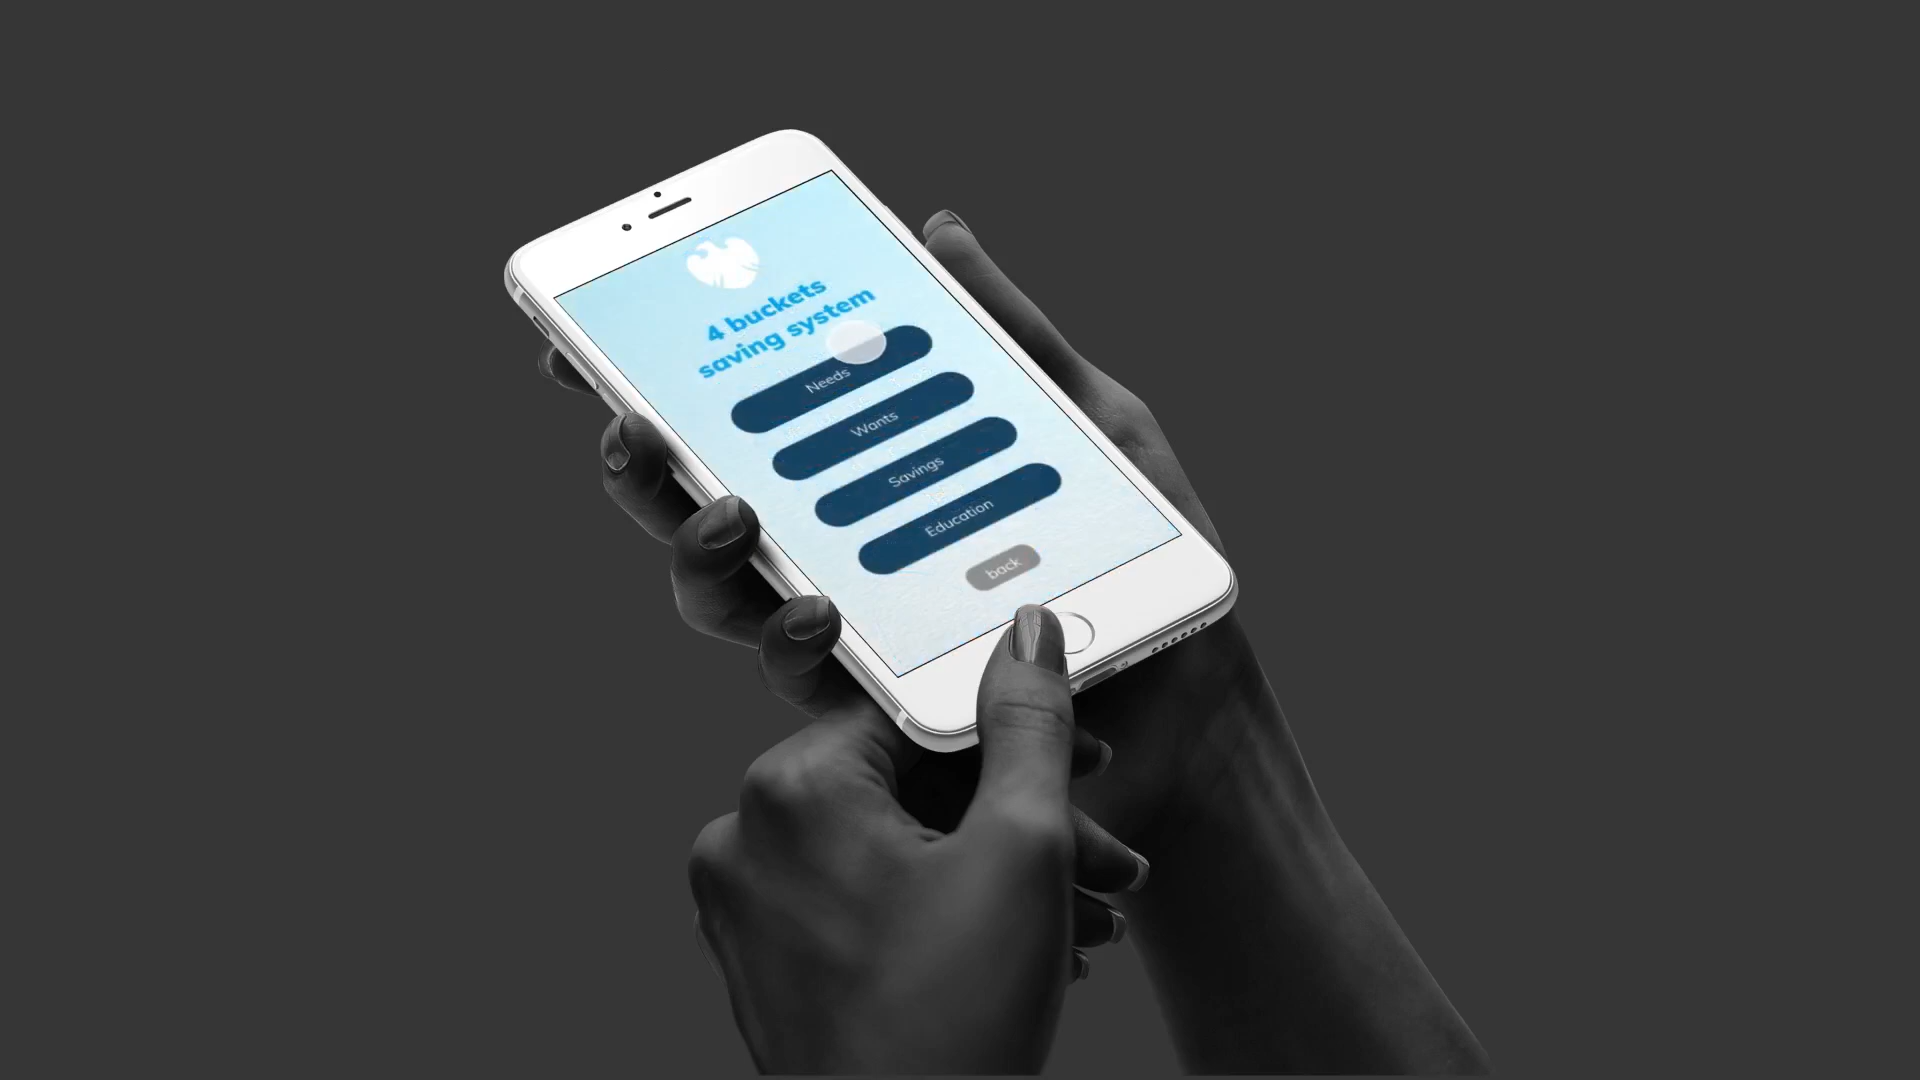 4 buckets
saving system
Needs
Wants
Savings
Education
back